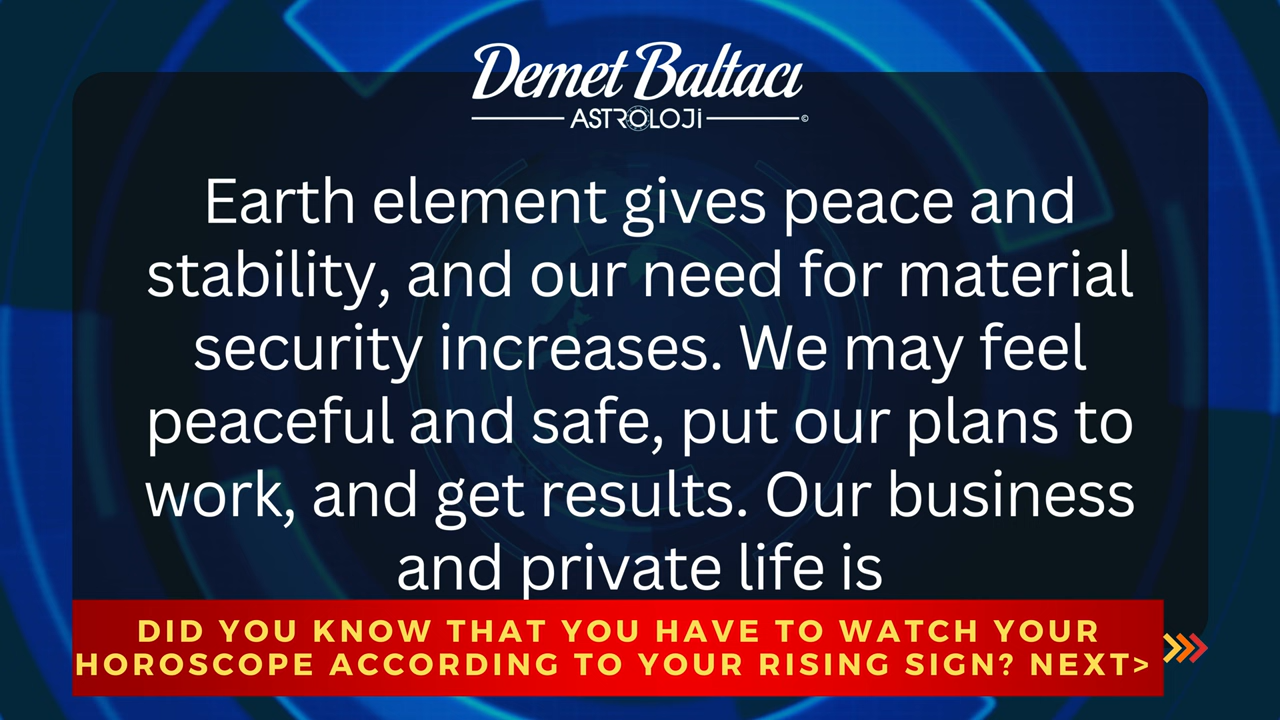 Demet Baltacı
ASTROLOJi
©
Earth element gives peace and
stability, and our need for material
security increases. We may feel
peaceful and safe, put our plans to
work, and get results. Our business
and private life is
DID YOU KNOW THAT YOU HAVE TO WATCH YOUR
HOROSCOPE ACCORDING TO YOUR RISING SIGN? NEXT>